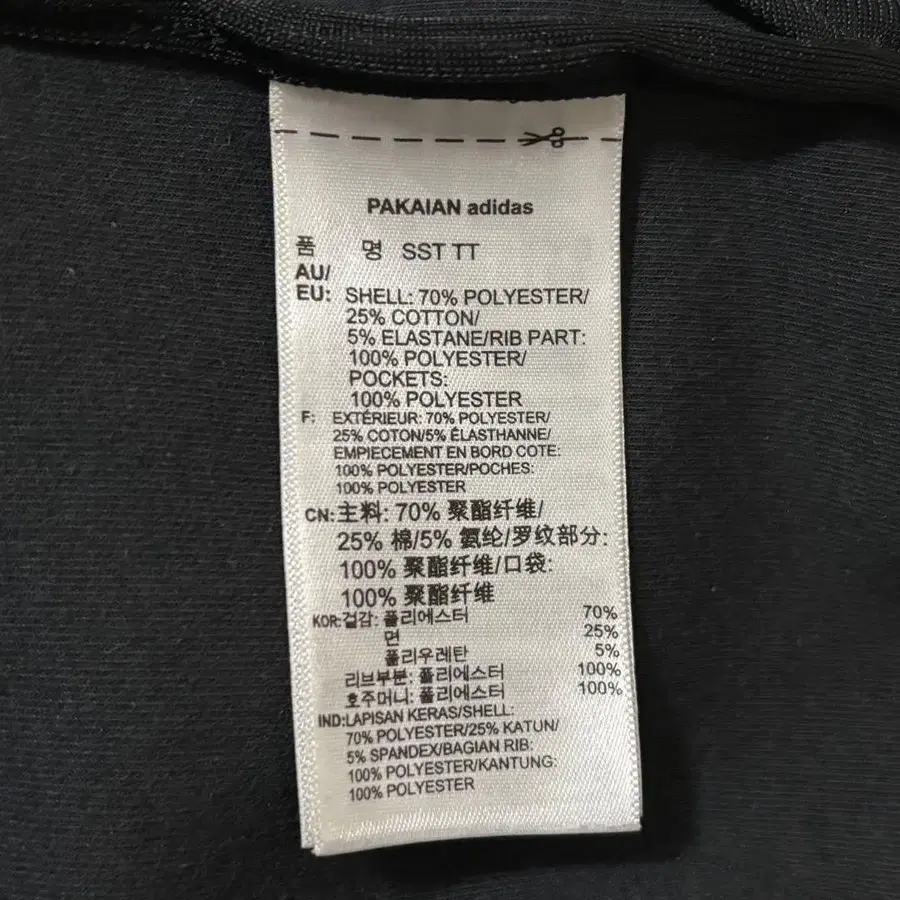 PAKAIAN adidas
품 명 SST TT
AU/
EU: SHELL: 70% POLYESTER/
25% COTTON/
5% ELASTANE/RIB PART:
100% POLYESTER/
POCKETS:
100% POLYESTER
F: EXTÉRIEUR: 70% POLYESTER/
25% COTON/5% ÉLASTHANNE/
EMPIECEMENT EN BORD COTE:
100% POLYESTER/POCHES:
100% POLYESTER
CN:主料: 70% 聚酯纤维/
25% 棉/5% 氨纶/罗纹部分:
100% 聚酯纤维/口袋:
100% 聚酯纤维
KOR:겉감: 폴리에스터 70%
면 25%
폴리우레탄 5%
리브부분: 폴리에스터 100%
호주머니: 폴리에스터 100%
IND:LAPISAN KERAS/SHELL:
70% POLYESTER/25% KATUN/
5% SPANDEX/BAGIAN RIB:
100% POLYESTER/KANTUNG:
100% POLYESTER